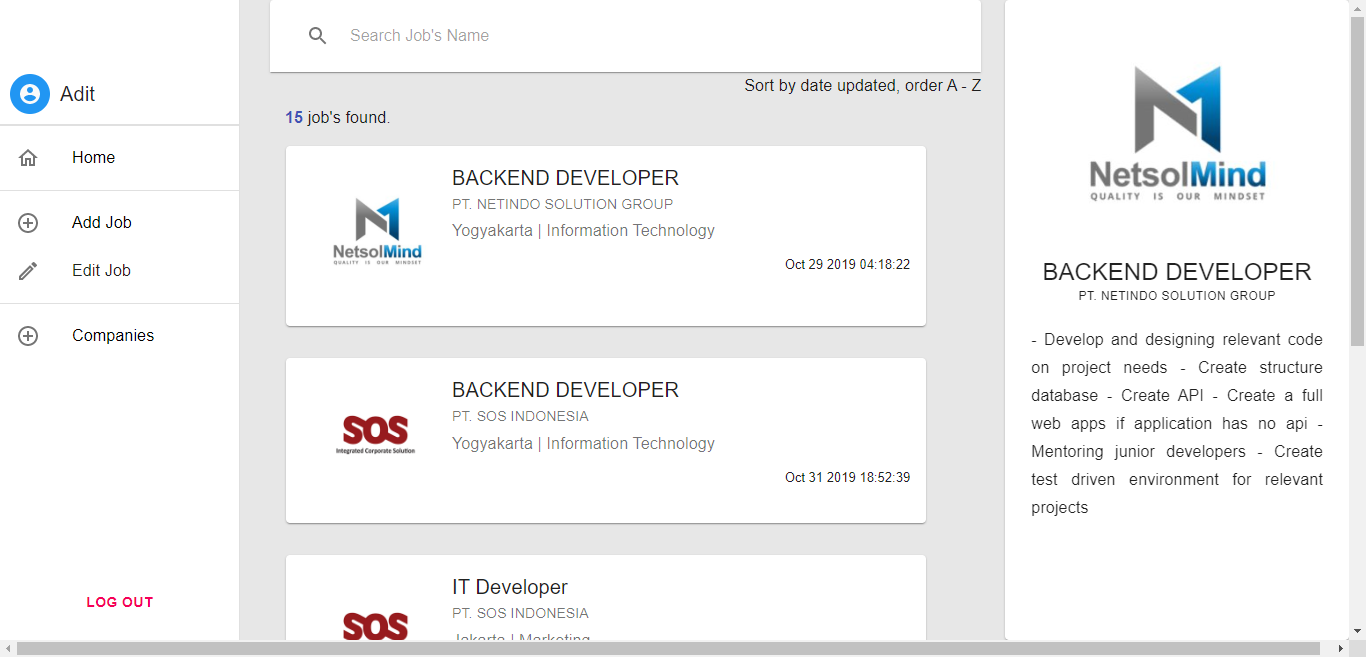 Adit
Home
Add Job
Edit Job
Companies
LOG OUT
Search Job's Name
Sort by date updated, order A - Z
15 job's found.
NetsolMind
QUALITY IS OUR MINDSET
BACKEND DEVELOPER
PT. NETINDO SOLUTION GROUP
Yogyakarta | Information Technology
Oct 29 2019 04:18:22
SOS
Integrated Corporate Solution
BACKEND DEVELOPER
PT. SOS INDONESIA
Yogyakarta | Information Technology
Oct 31 2019 18:52:39
SOS
IT Developer
PT. SOS INDONESIA
Jakarta | Marketing
NetsolMind
QUALITY IS OUR MINDSET
BACKEND DEVELOPER
PT. NETINDO SOLUTION GROUP
- Develop and designing relevant code
on project needs - Create structure
database - Create API - Create a full
web apps if application has no api -
Mentoring junior developers - Create
test driven environment for relevant
projects